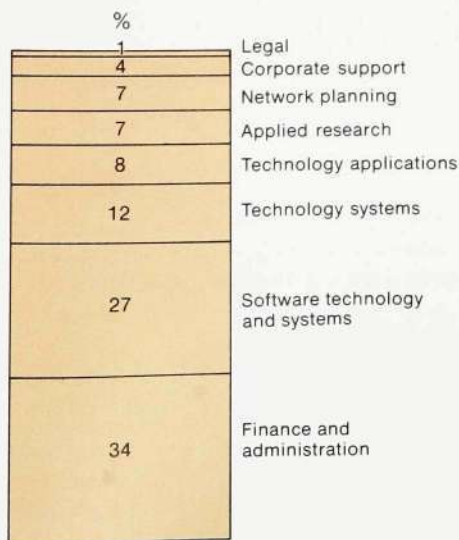 %
1 Legal
4 Corporate support
7 Network planning
7 Applied research
8 Technology applications
12 Technology systems
27 Software technology
and systems
34 Finance and
administration